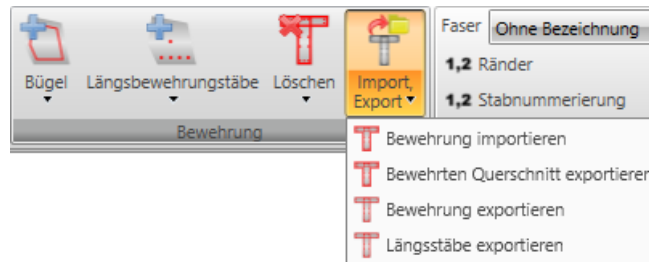 Bügel
Längsbewehrungstäbe
Löschen
Import,
Export
Bewehrung
Faser
Ohne Bezeichnung
1,2 Ränder
1,2 Stabnummerierung
Bewehrung importieren
Bewehrten Querschnitt exportieren
Bewehrung exportieren
Längsstäbe exportieren